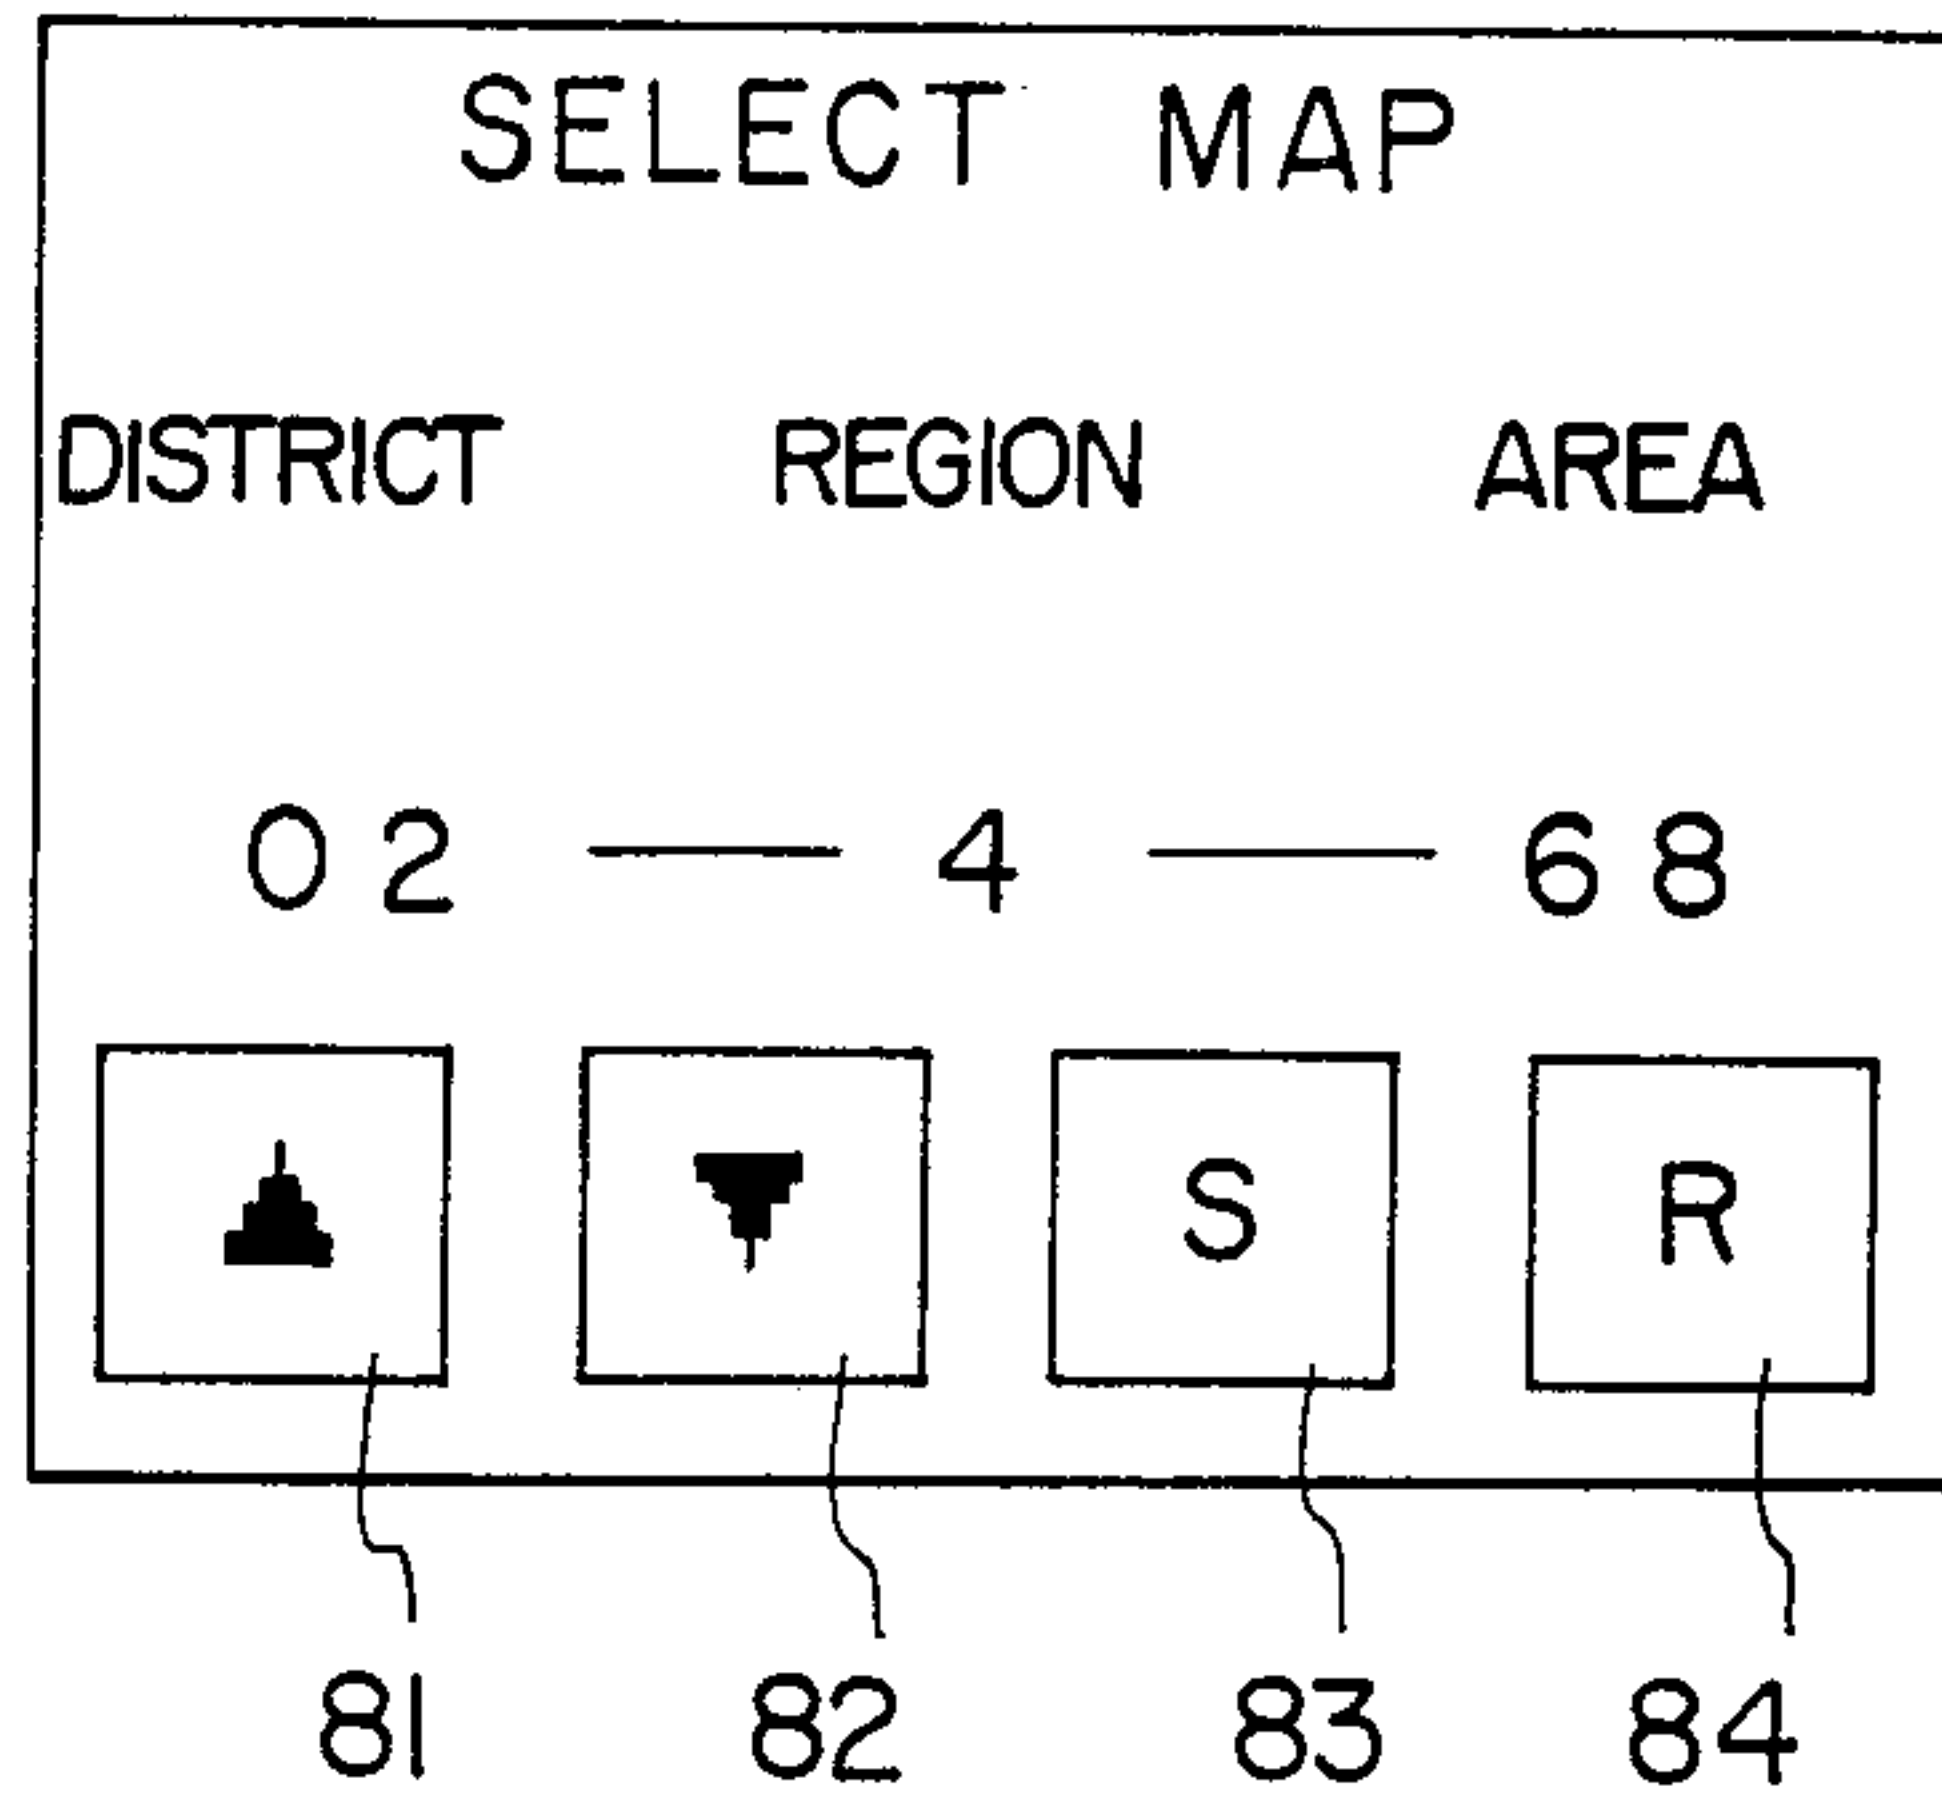 SELECT MAP
DISTRICT REGION AREA
02 — 4 — 68
▲ ▼ S R
81 82 83 84